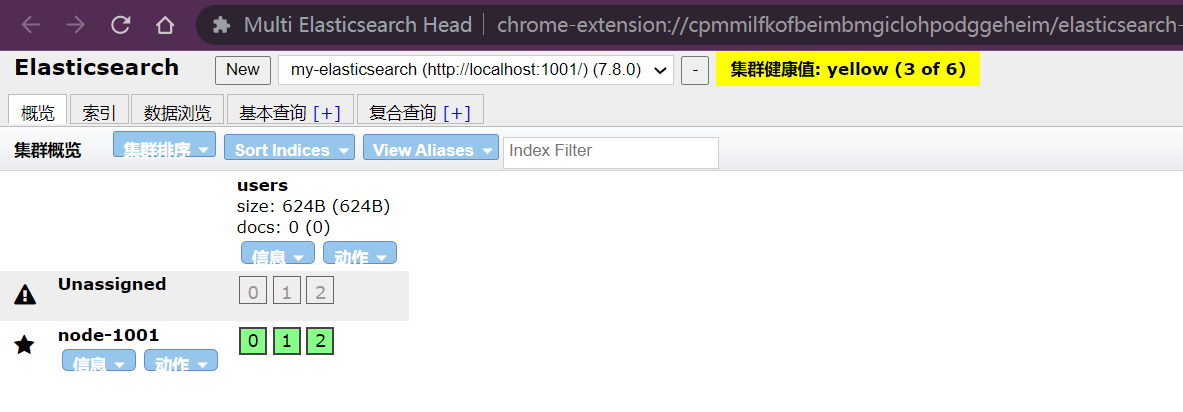 Multi Elasticsearch Head | chrome-extension://cpmmilfkofbeimbmgiclohpodggeheim/elasticsearch-
Elasticsearch New my-elasticsearch (http://localhost:1001/) (7.8.0) - 集群健康值: yellow (3 of 6)
概览 索引 数据浏览 基本查询 [+] 复合查询 [+]
集群概览 集群排序 Sort Indices View Aliases Index Filter
users
size: 624B (624B)
docs: 0 (0)
信息 动作
Unassigned 0 1 2
node-1001 0 1 2
信息 动作